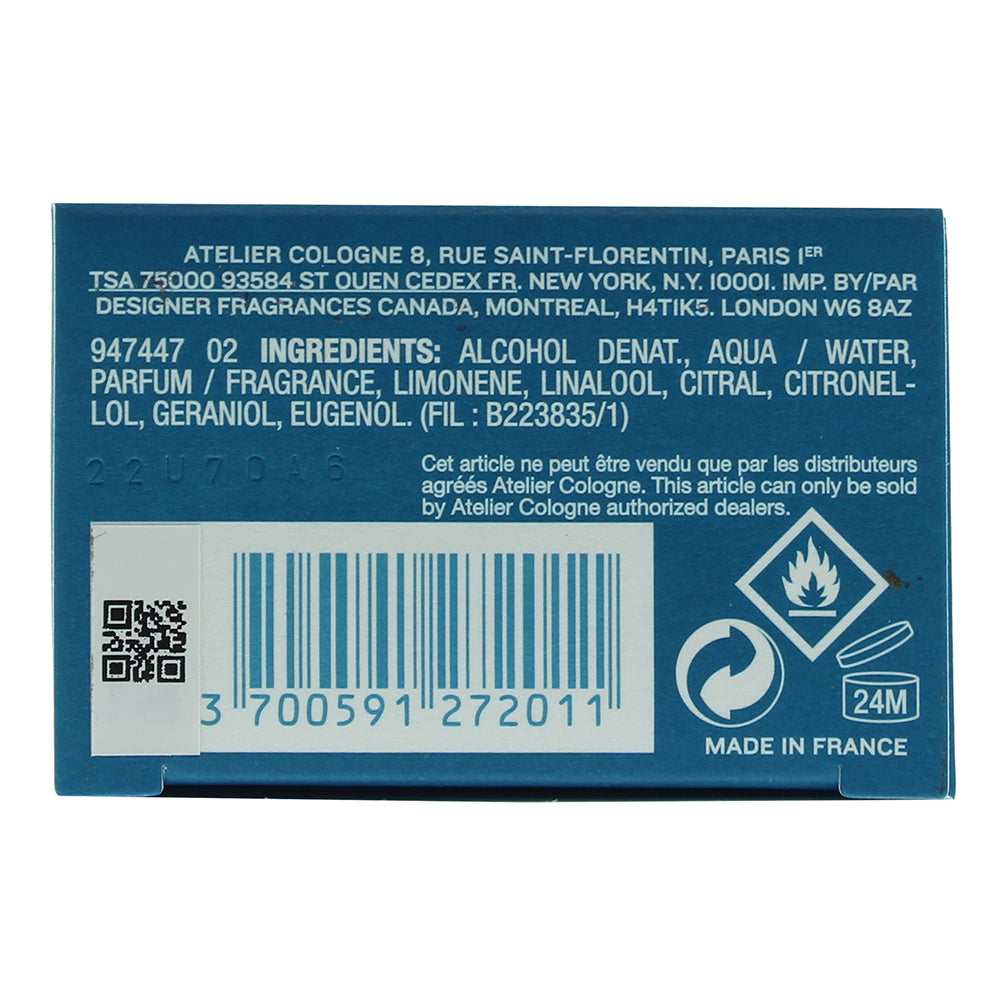 ATELIER COLOGNE 8, RUE SAINT-FLORENTIN, PARIS 1ER
TSA 75000 93584 ST OUEN CEDEX FR. NEW YORK, N.Y. 10001. IMP. BY/PAR
DESIGNER FRAGRANCES CANADA, MONTREAL, H4T1K5. LONDON W6 8AZ
947447 02 INGREDIENTS: ALCOHOL DENAT., AQUA / WATER,
PARFUM / FRAGRANCE, LIMONENE, LINALOOL, CITRAL, CITRONEL-
LOL, GERANIOL, EUGENOL. (FIL : B223835/1)
22U70A6
Cet article ne peut être vendu que par les distributeurs
agréés Atelier Cologne. This article can only be sold
by Atelier Cologne authorized dealers.
3 700591 272011
24M
MADE IN FRANCE